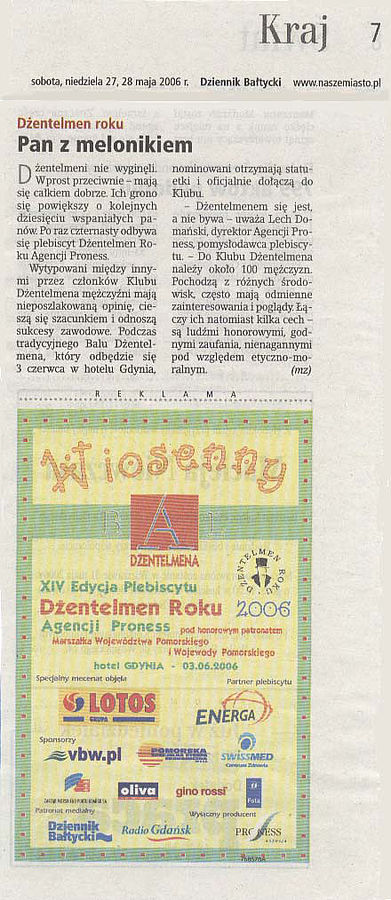 Kraj 7
sobota, niedziela 27, 28 maja 2006 r. Dziennik Bałtycki www.naszemiasto.pl
Dżentelmen roku
Pan z melonikiem
Dżentelmeni nie wyginęli.
Wprost przeciwnie – mają
się całkiem dobrze. Ich grono
się powiększy o kolejnych
dziesięciu wspaniałych pa-
nów. Po raz czternasty odbywa
się plebiscyt Dżentelmen Ro-
ku Agencji Proness.
Wytypowani między inny-
mi przez członków Klubu
Dżentelmena mężczyźni mają
nieposzlakowaną opinię, cie-
szą się szacunkiem i odnoszą
sukcesy zawodowe. Podczas
tradycyjnego Balu Dżentel-
mena, który odbędzie się
3 czerwca w hotelu Gdynia,
nominowani otrzymają statu-
etki i oficjalnie dołączą do
Klubu.
– Dżentelmenem się jest,
a nie bywa – uważa Lech Do-
mański, dyrektor Agencji Pro-
ness, pomysłodawca plebiscy-
tu. – Do Klubu Dżentelmena
należy około 100 mężczyzn.
Pochodzą z różnych środo-
wisk, często mają odmienne
zainteresowania i poglądy. Łą-
czy ich natomiast kilka cech –
są ludźmi honorowymi, god-
nymi zaufania, nienagannymi
pod względem etyczno-mo-
ralnym. (mz)
REKLAMA
Wiosenny
BAL
DŻENTELMENA
DŻENTELMEN ROKU
XIV Edycja Plebiscytu
Dżentelmen Roku 2006
Agencji Proness pod honorowym patronatem
Marszałka Województwa Pomorskiego
i Wojewody Pomorskiego
hotel GDYNIA - 03.06.2006
Specjalny mecenat objęła
Partner plebiscytu
LOTOS
GRUPA
ENERGA
Sponsorzy
vbw.pl
POMORSKA
SWISSMED
Centrum Zdrowia
oliva
gino rossi
Fota
Patronat medialny
Wyłączny producent
Dziennik
Bałtycki
Radio Gdańsk
PRONESS